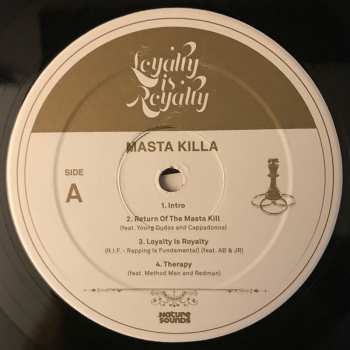 Loyalty
is
Royalty
MASTA KILLA
SIDE
A
1. Intro
2. Return Of The Masta Kill
(feat. Young Dudas and Cappadonna)
3. Loyalty Is Royalty
(R.I.F. - Rapping Is Fundamental) (feat. AB & JR)
4. Therapy
(feat. Method Man and Redman)
NATURE
SOUNDS